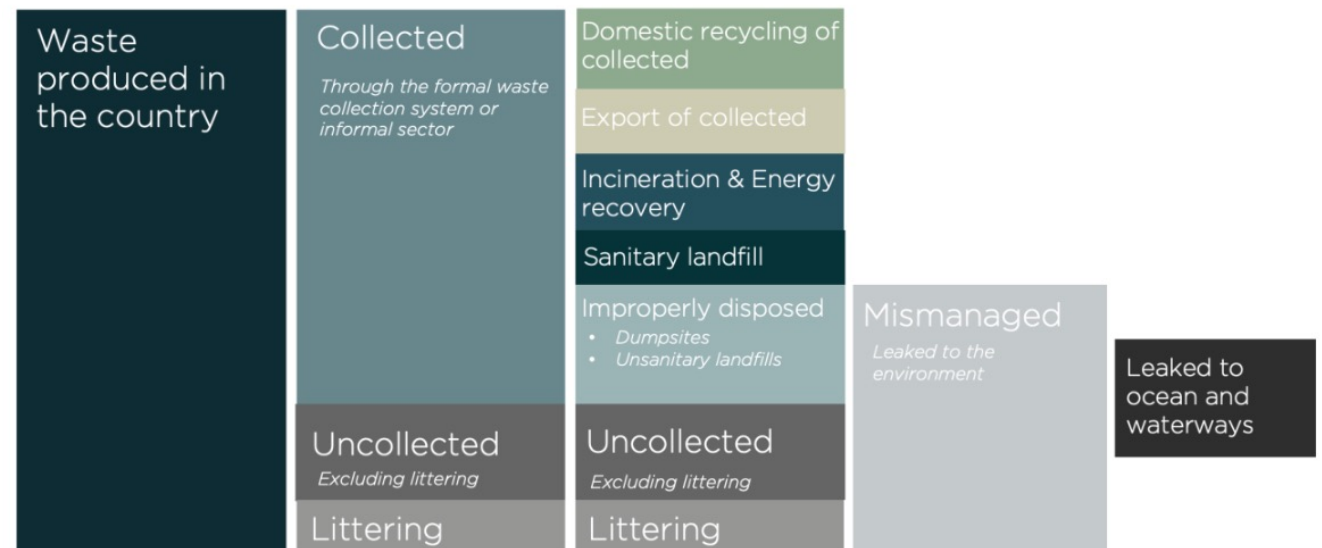 Waste
produced in
the country
Collected
Through the formal waste
collection system or
informal sector
Uncollected
Excluding littering
Littering
Domestic recycling of
collected
Export of collected
Incineration & Energy
recovery
Sanitary landfill
Improperly disposed
• Dumpsites
• Unsanitary landfills
Uncollected
Excluding littering
Littering
Mismanaged
Leaked to the
environment
Leaked to
ocean and
waterways